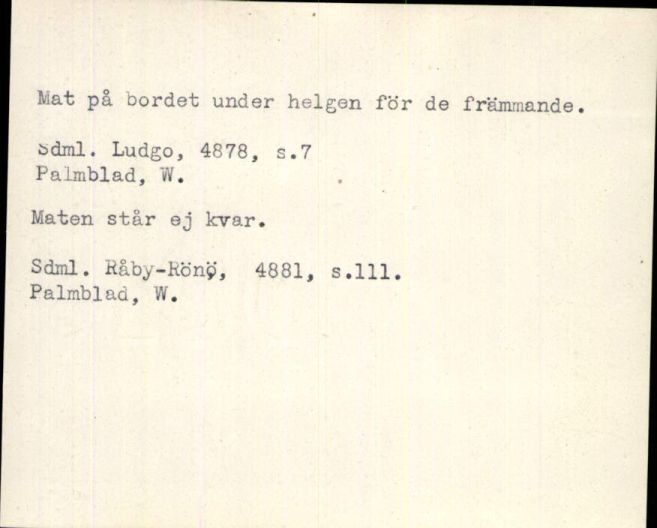 Mat på bordet under helgen för de främmande.
Sdml. Ludgo, 4878, s.7
Palmblad, W.
Maten står ej kvar.
Sdml. Råby-Rönö, 4881, s.111.
Palmblad, W.